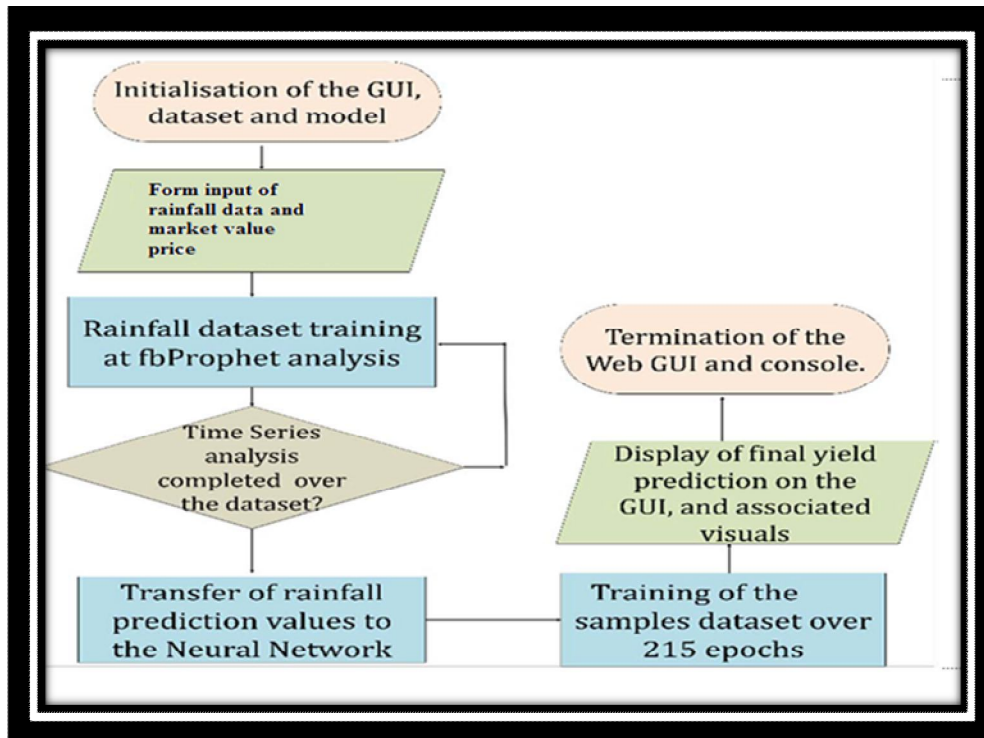 Initialisation of the GUI,
dataset and model
Form input of
rainfall data and
market value
price
Rainfall dataset training
at fbProphet analysis
Time Series
analysis
completed over
the dataset?
Transfer of rainfall
prediction values to
the Neural Network
Training of the
samples dataset over
215 epochs
Display of final yield
prediction on the
GUI, and associated
visuals
Termination of the
Web GUI and console.